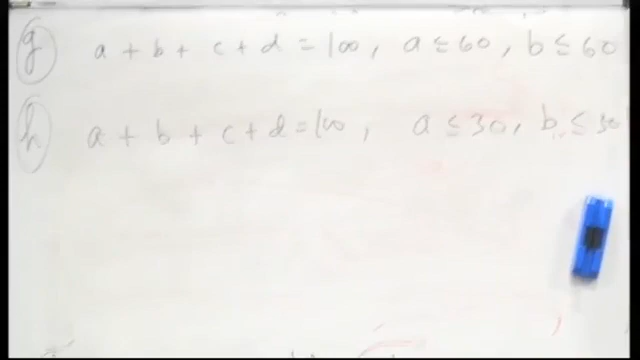 g a + b + c + d = 100, a ≤ 60, b ≤ 60
h a + b + c + d = 100, a ≤ 30, b ≤ 30